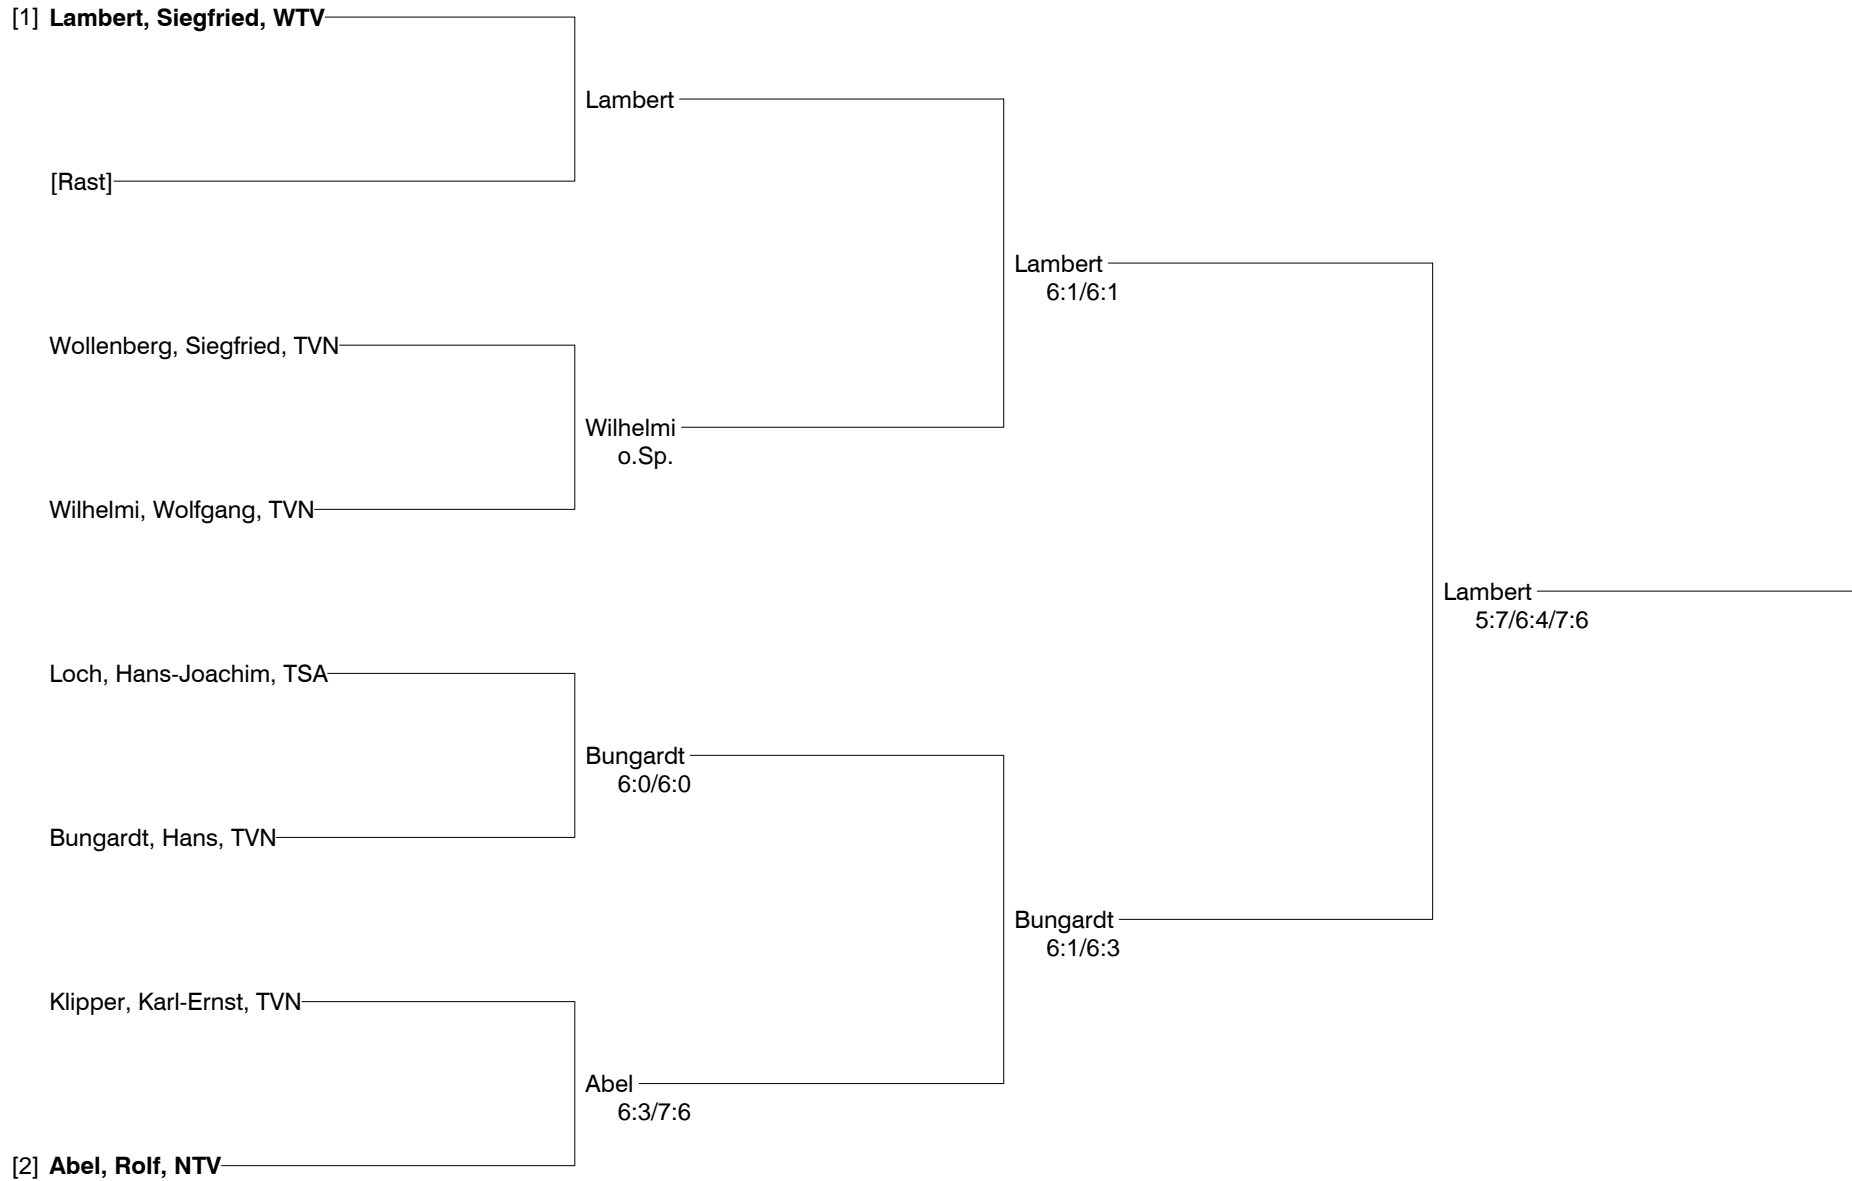 [1] Lambert, Siegfried, WTV
Lambert
[Rast]
Lambert
6:1/6:1
Wollenberg, Siegfried, TVN
Wilhelmi
o.Sp.
Wilhelmi, Wolfgang, TVN
Lambert
5:7/6:4/7:6
Loch, Hans-Joachim, TSA
Bungardt
6:0/6:0
Bungardt, Hans, TVN
Bungardt
6:1/6:3
Klipper, Karl-Ernst, TVN
Abel
6:3/7:6
[2] Abel, Rolf, NTV